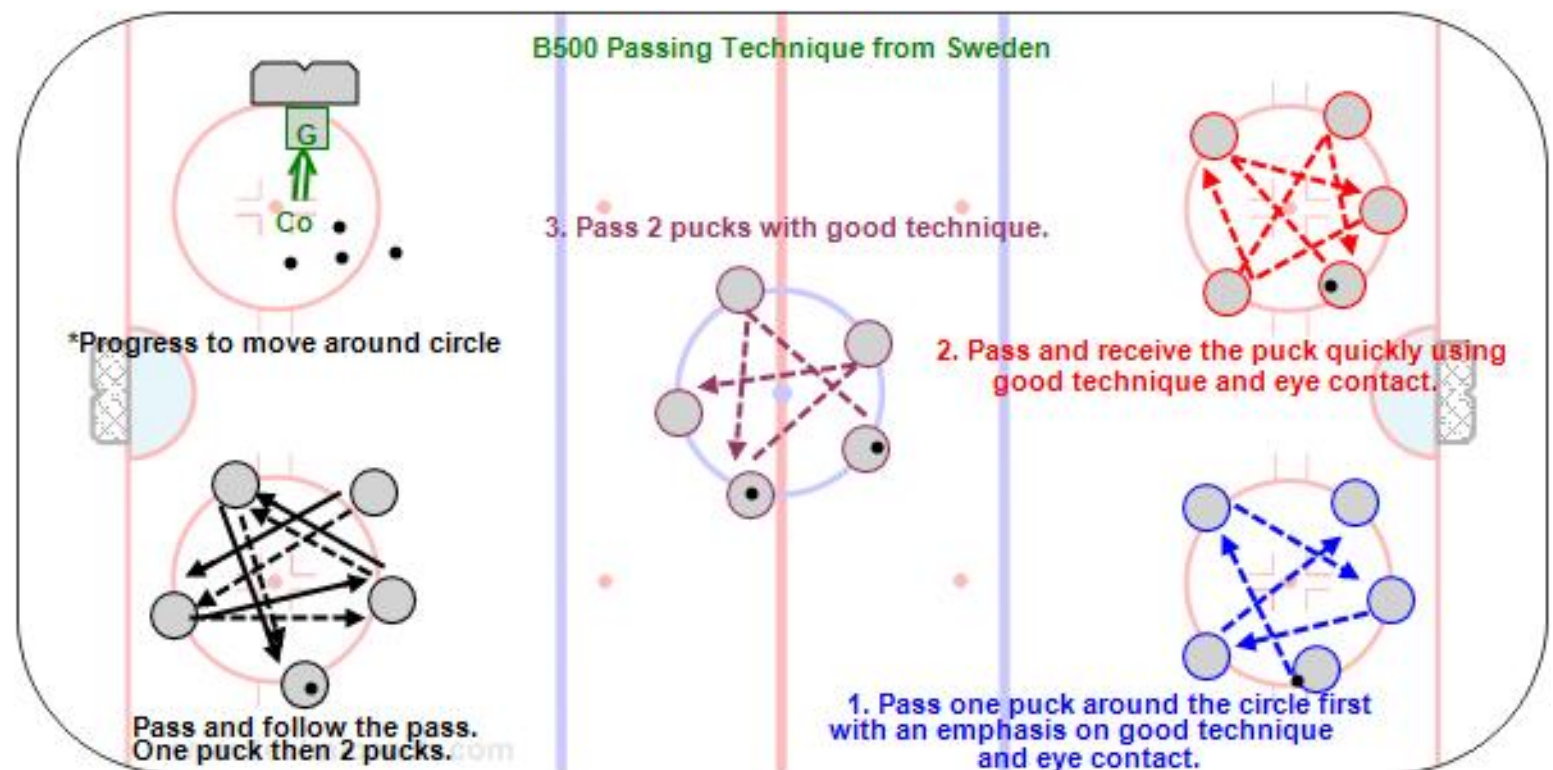 B500 Passing Technique from Sweden
G
Co
3. Pass 2 pucks with good technique.
*Progress to move around circle
2. Pass and receive the puck quickly using
good technique and eye contact.
Pass and follow the pass.
One puck then 2 pucks.
1. Pass one puck around the circle first
with an emphasis on good technique
and eye contact.